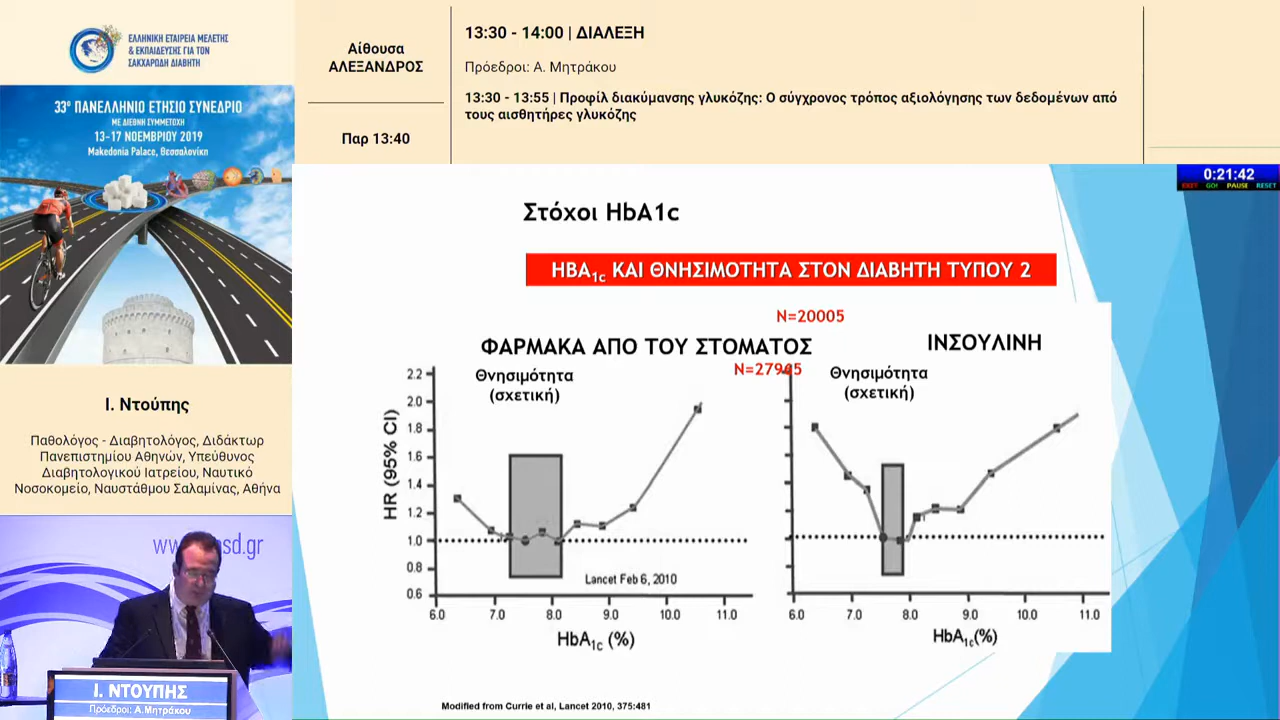 ΕΛΛΗΝΙΚΗ ΕΤΑΙΡΕΙΑ ΜΕΛΕΤΗΣ
& ΕΚΠΑΙΔΕΥΣΗΣ ΓΙΑ ΤΟΝ
ΣΑΚΧΑΡΩΔΗ ΔΙΑΒΗΤΗ
33ο ΠΑΝΕΛΛΗΝΙΟ ΕΤΗΣΙΟ ΣΥΝΕΔΡΙΟ
ΜΕ ΔΙΕΘΝΗ ΣΥΜΜΕΤΟΧΗ
13-17 ΝΟΕΜΒΡΙΟΥ 2019
Makedonia Palace, Θεσσαλονίκη
Αίθουσα
ΑΛΕΞΑΝΔΡΟΣ
Παρ 13:40
13:30 - 14:00 | ΔΙΑΛΕΞΗ
Πρόεδροι: Α. Μητράκου
13:30 - 13:55 | Προφίλ διακύμανσης γλυκόζης: Ο σύγχρονος τρόπος αξιολόγησης των δεδομένων από
τους αισθητήρες γλυκόζης
0:21:42
EXIT GO! PAUSE RESET
Στόχοι HbA1c
HBA1c ΚΑΙ ΘΝΗΣΙΜΟΤΗΤΑ ΣΤΟΝ ΔΙΑΒΗΤΗ ΤΥΠΟΥ 2
N=20005
ΦΑΡΜΑΚΑ ΑΠΟ ΤΟΥ ΣΤΟΜΑΤΟΣ
ΙΝΣΟΥΛΙΝΗ
N=27965
Θνησιμότητα
(σχετική)
Θνησιμότητα
(σχετική)
HR (95% CI)
2.2
2.0
1.8
1.6
1.4
1.2
1.0
0.8
0.6
Lancet Feb 6, 2010
6.0 7.0 8.0 9.0 10.0 11.0
HbA1c (%)
6.0 7.0 8.0 9.0 10.0 11.0
HbA1c(%)
Modified from Currie et al, Lancet 2010, 375:481
Ι. Ντούπης
Παθολόγος - Διαβητολόγος, Διδάκτωρ
Πανεπιστημίου Αθηνών, Υπεύθυνος
Διαβητολογικού Ιατρείου, Ναυτικό
Νοσοκομείο, Ναυστάθμου Σαλαμίνας, Αθήνα
Ι. ΝΤΟΥΠΗΣ
Πρόεδροι: Α.Μητράκου